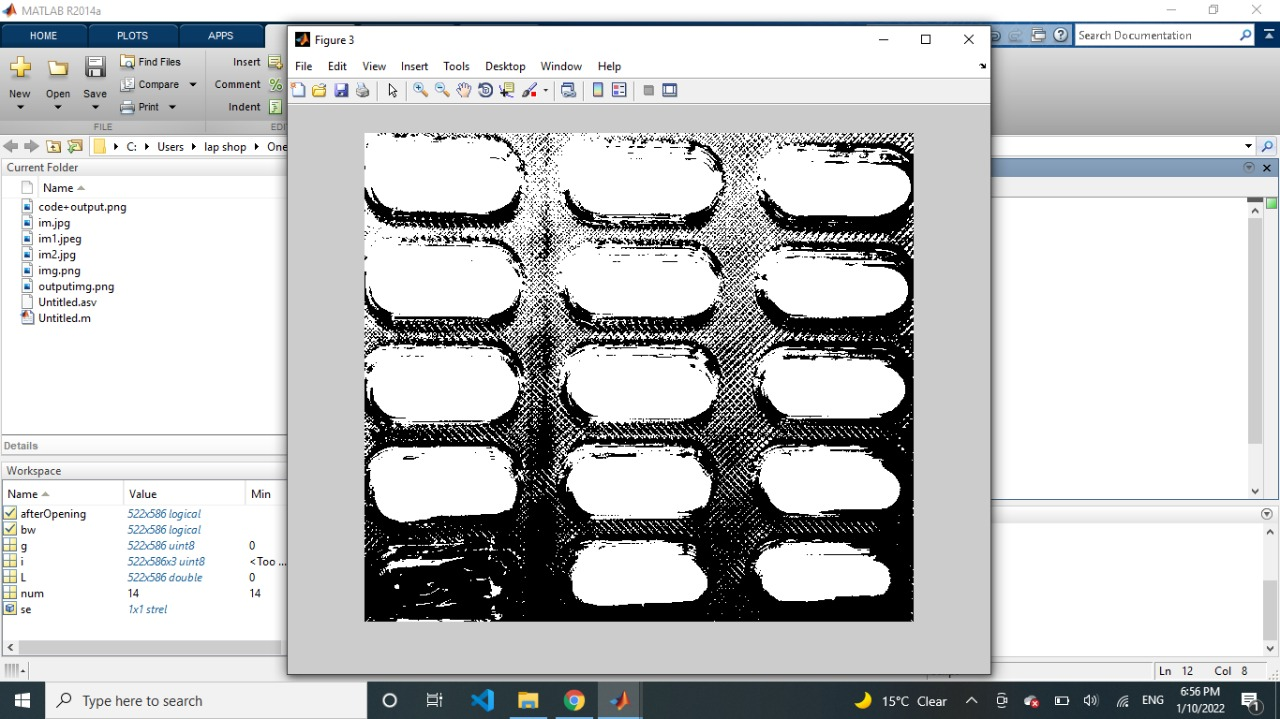 MATLAB R2014a
HOME PLOTS APPS
Search Documentation
New Open Save
Find Files
Compare
Print
Insert
Comment
Indent
FILE
C: Users lap shop One
Current Folder
Name
code+output.png
im.jpg
im1.jpeg
im2.jpg
img.png
outputimg.png
Untitled.asv
Untitled.m
Details
Workspace
Name Value Min
afterOpening 522x586 logical
bw 522x586 logical
g 522x586 uint8 0
i 522x586x3 uint8 <Too ...
L 522x586 double 0
num 14 14
se 1x1 strel
Figure 3
File Edit View Insert Tools Desktop Window Help
Ln 12 Col 8
Type here to search
15°C Clear
ENG
6:56 PM
1/10/2022
1